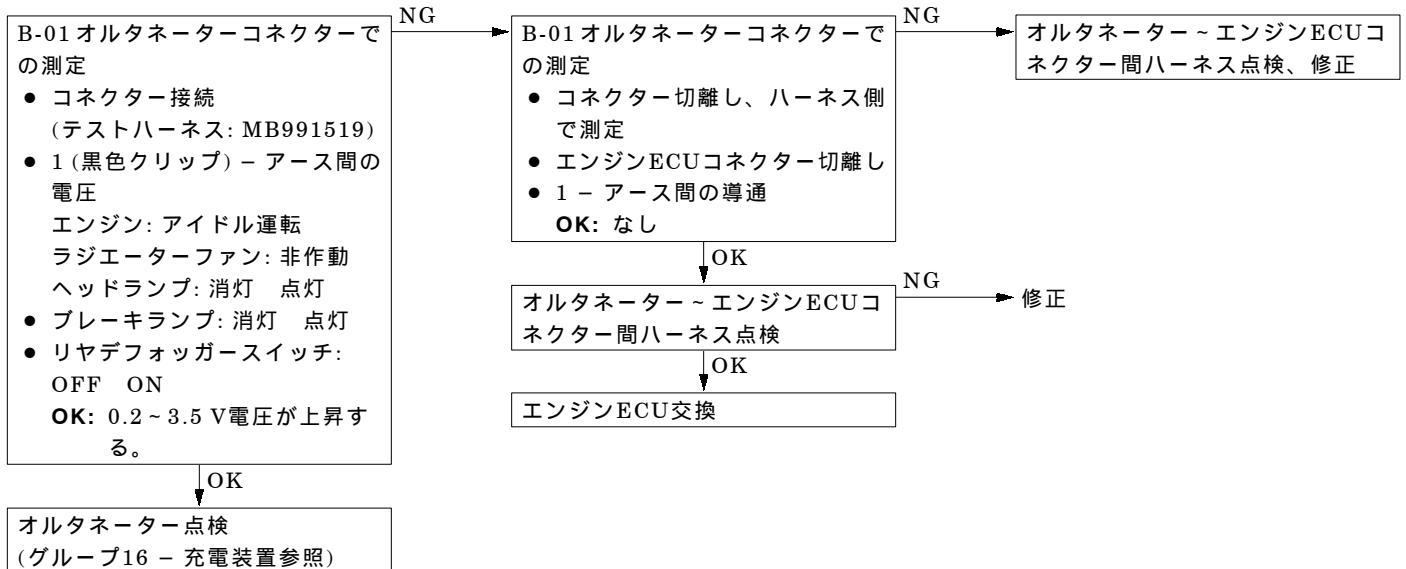 B-01 オルタネーターコネクターで
の測定
● コネクター接続
(テストハーネス: MB991519)
● 1 (黒色クリップ) – アース間の
電圧
エンジン: アイドル運転
ラジエーターファン: 非作動
ヘッドランプ: 消灯　点灯
● ブレーキランプ: 消灯　点灯
● リヤデフォッガースイッチ:
OFF　ON
OK: 0.2 ~ 3.5 V電圧が上昇す
る。
OK
オルタネーター点検
(グループ16 – 充電装置参照)
NG
B-01 オルタネーターコネクターで
の測定
● コネクター切離し、ハーネス側
で測定
● エンジンECUコネクター切離し
● 1 – アース間の導通
OK: なし
OK
オルタネーター ~ エンジンECUコ
ネクター間ハーネス点検
OK
エンジンECU交換
NG
オルタネーター ~ エンジンECUコ
ネクター間ハーネス点検、修正
NG
修正